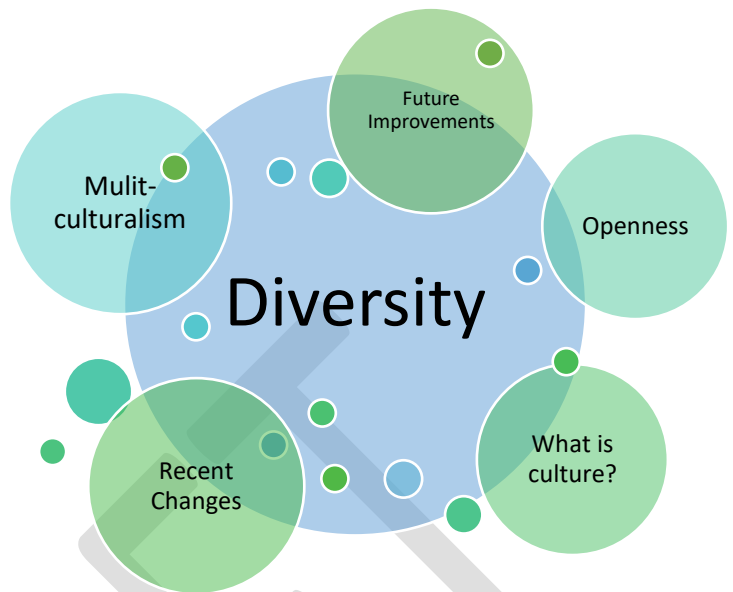 Future
Improvements
Mulit-
culturalism
Openness
Diversity
What is
culture?
Recent
Changes